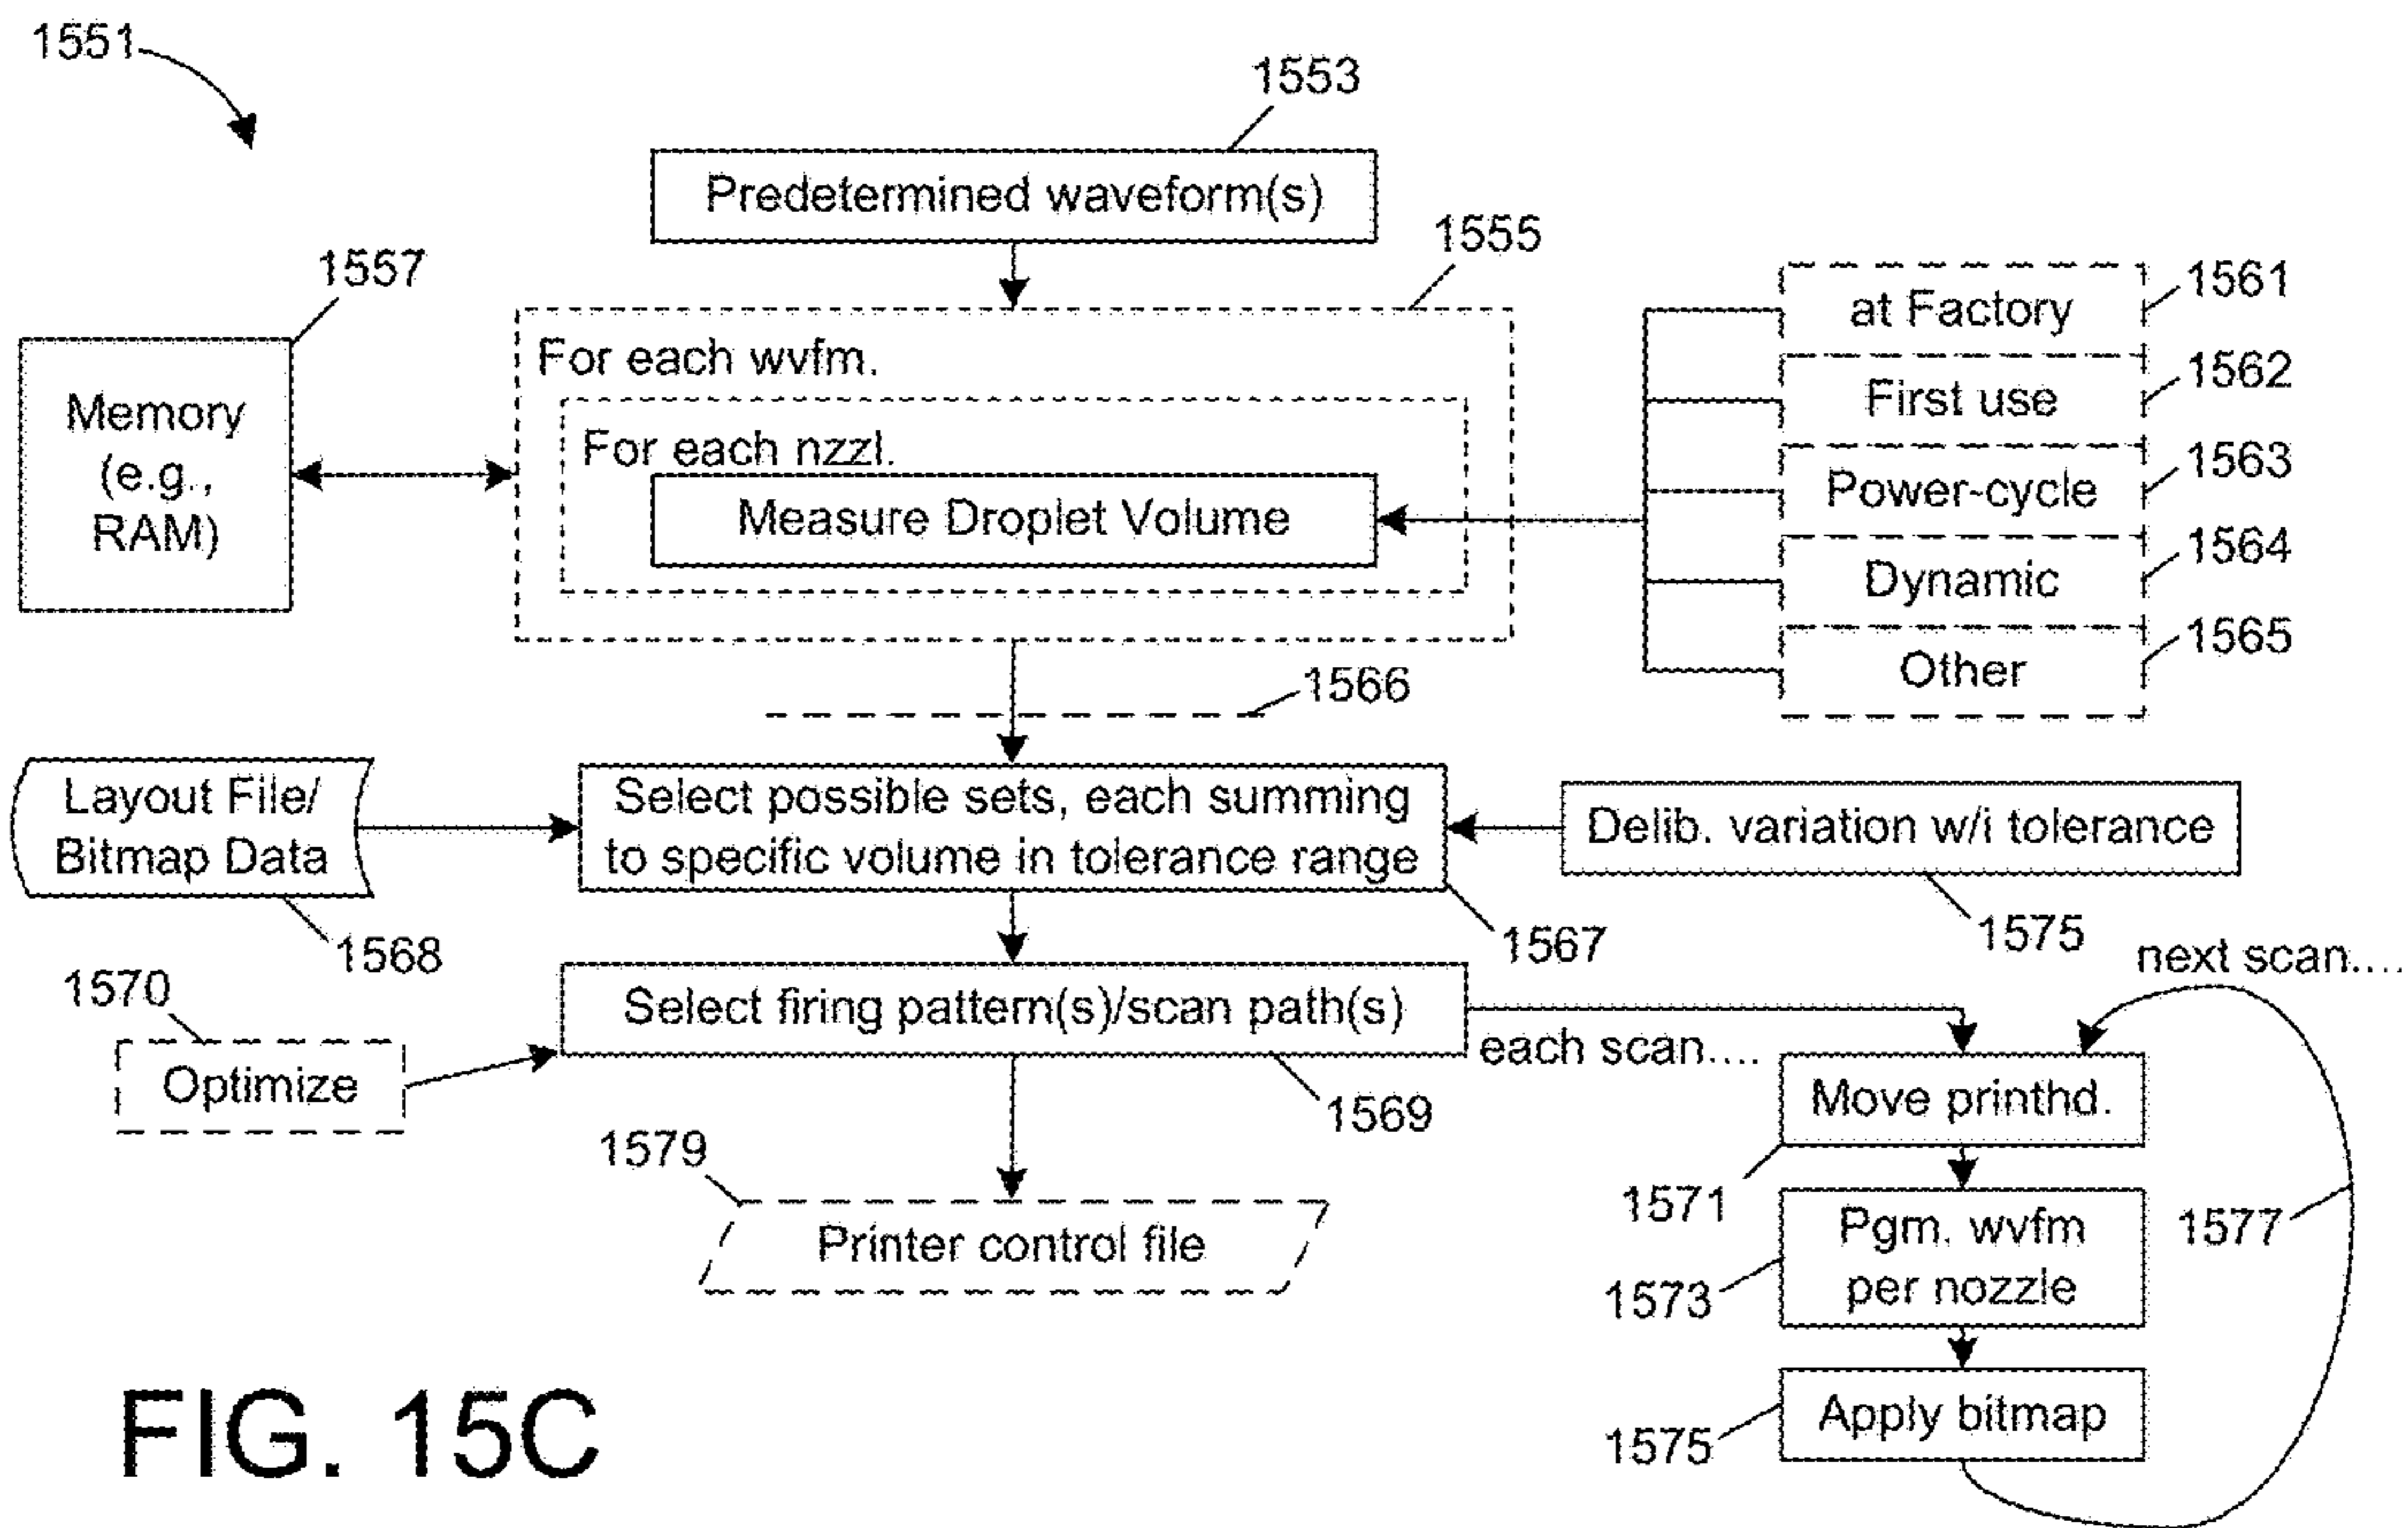 1551
1553
Predetermined waveform(s)
1555
1557
Memory
(e.g.,
RAM)
For each wvfm.
For each nzzl.
Measure Droplet Volume
at Factory
1561
First use
1562
Power-cycle
1563
Dynamic
1564
Other
1565
1566
Layout File/
Bitmap Data
1568
Select possible sets, each summing
to specific volume in tolerance range
1567
Delib. variation w/i tolerance
1575
next scan....
1570
Optimize
Select firing pattern(s)/scan path(s)
1569
each scan....
1579
Printer control file
Move printhd.
1571
Pgm. wvfm
per nozzle
1573
1577
Apply bitmap
1575
FIG. 15C